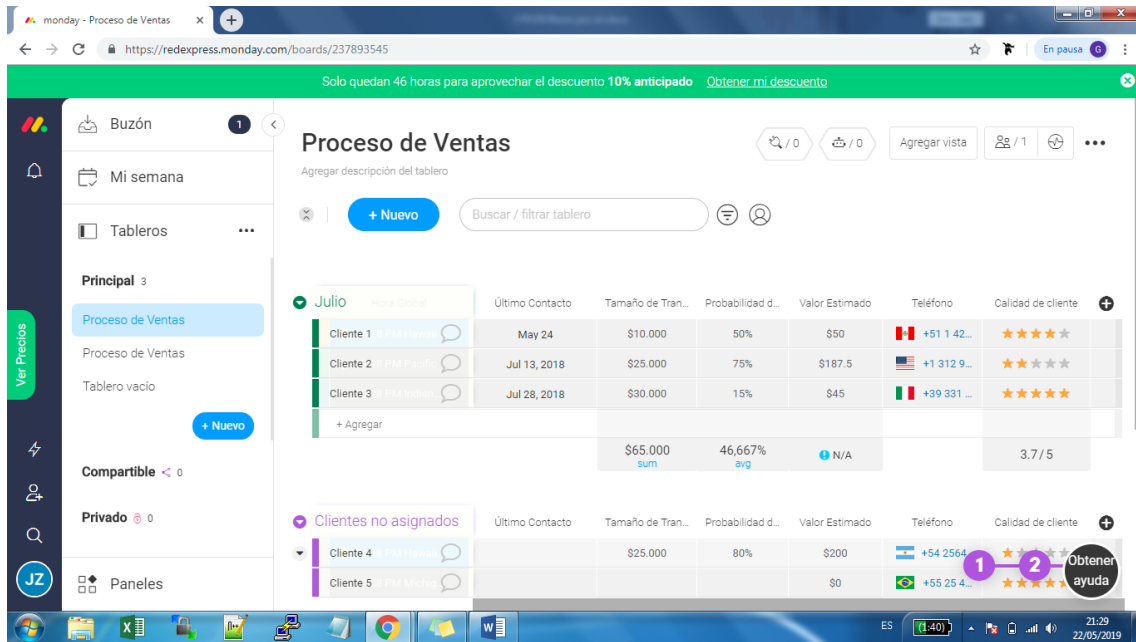 monday - Proceso de Ventas
https://redexpress.monday.com/boards/237893545
En pausa G
Solo quedan 46 horas para aprovechar el descuento 10% anticipado Obtener mi descuento
Buzón 1
Mi semana
Tableros
Principal 3
Proceso de Ventas
Proceso de Ventas
Tablero vacío
+ Nuevo
Compartible 0
Privado 0
Paneles
Ver Precios
JZ
Proceso de Ventas
/ 0
/ 0
Agregar vista
/ 1
Agregar descripción del tablero
+ Nuevo
Buscar / filtrar tablero
Julio Último Contacto Tamaño de Tran... Probabilidad d... Valor Estimado Teléfono Calidad de cliente
Cliente 1 May 24 $10.000 50% $50 +51 1 42...
Cliente 2 Jul 13, 2018 $25.000 75% $187.5 +1 312 9...
Cliente 3 Jul 28, 2018 $30.000 15% $45 +39 331 ...
+ Agregar
$65.000 46,667% N/A 3.7 / 5
sum avg
Clientes no asignados Último Contacto Tamaño de Tran... Probabilidad d... Valor Estimado Teléfono Calidad de cliente
Cliente 4 $25.000 80% $200 +54 2564
Cliente 5 $0 +55 25 4...
1 2 Obtener
ayuda
ES (1:40) 21:29
22/05/2019